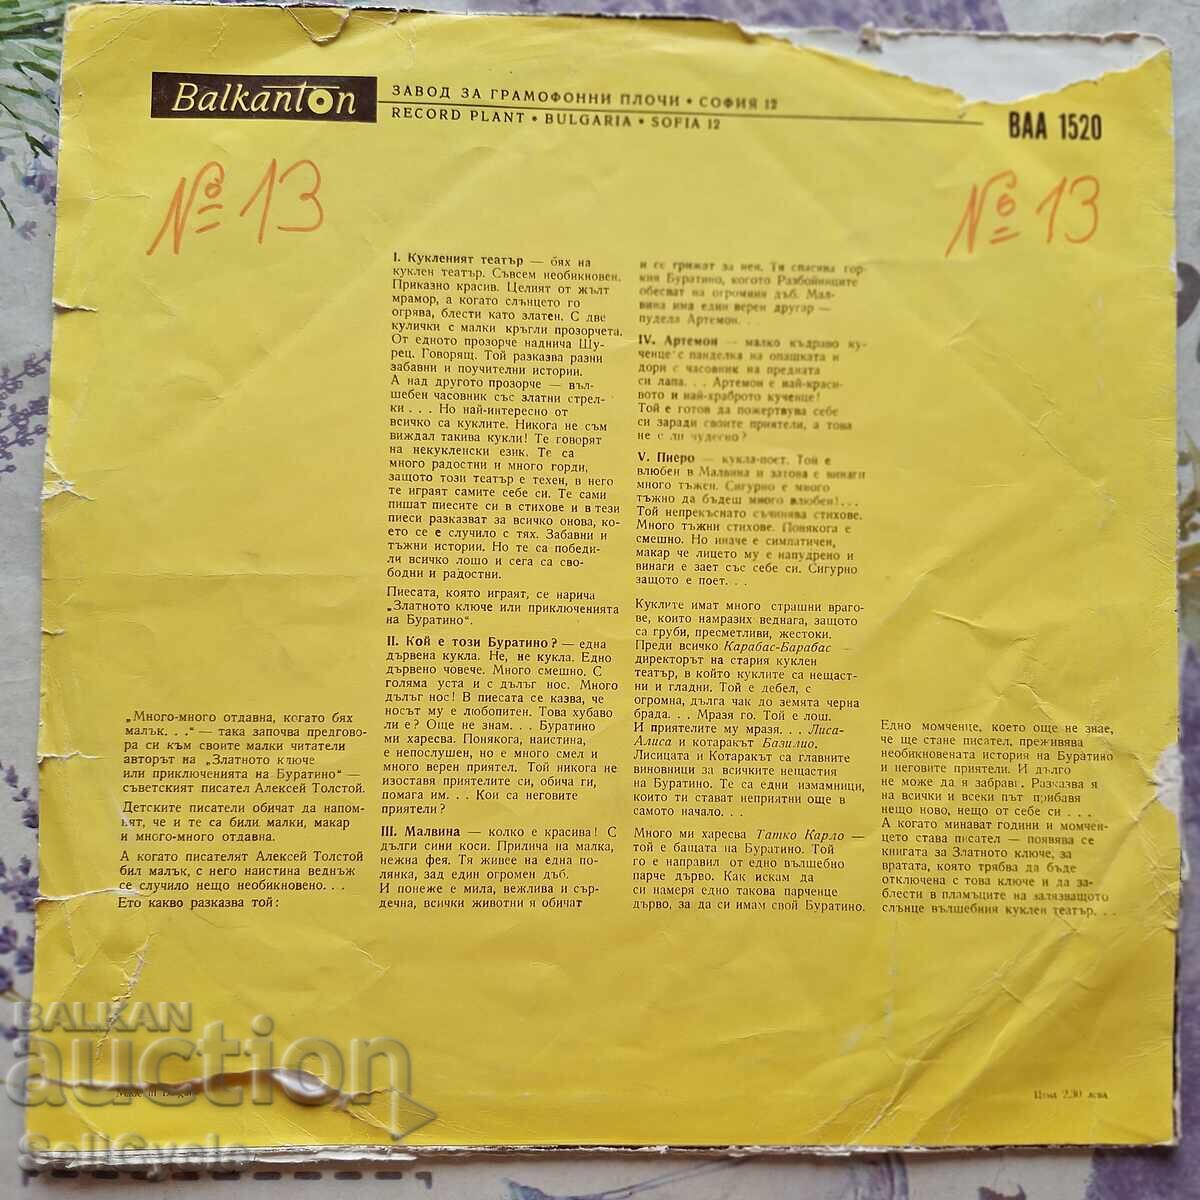 Balkanton
ЗАВОД ЗА ГРАМОФОННИ ПЛОЧИ • СОФИЯ 12
RECORD PLANT • BULGARIA • SOFIA 12
ВАА 1520
№ 13
№ 13
„Много-много отдавна, когато бях
малък. . .“ — така започва предгово-
ра си към своите малки читатели
авторът на „Златното ключе
или приключенията на Буратино“ —
съветският писател Алексей Толстой.
Детските писатели обичат да напом-
нят, че и те са били малки, макар
и много-много отдавна.
А когато писателят Алексей Толстой
бил малък, с него наистина веднъж
се случило нещо необикновено. . .
Ето какво разказва той:
I. Кукленият театър — бях на
куклен театър. Съвсем необикновен.
Приказно красив. Целият от жълт
мрамор, а когато слънцето го
огрява, блести като златен. С две
кулички с малки кръгли прозорчета.
От едното прозорче наднича Щу-
рец. Говорящ. Той разказва разни
забавни и поучителни истории.
А над другото прозорче — въл-
шебен часовник със златни стрел-
ки. . . Но най-интересно от
всичко са куклите. Никога не съм
виждал такива кукли! Те говорят
на некукленски език. Те са
много радостни и много горди,
защото този театър е техен, в него
те играят самите себе си. Те сами
пишат пиесите си в стихове и в тези
пиеси разказват за всичко онова, ко-
ето се е случило с тях. Забавни и
тъжни истории. Но те са победи-
ли всичко лошо и сега са сво-
бодни и радостни.
Пиесата, която играят, се нарича
„Златното ключе или приключенията
на Буратино“.
II. Кой е този Буратино? — една
дървена кукла. Не, не кукла. Едно
дървено човече. Много смешно. С
голяма уста и с дълъг нос. Много
дълъг нос! В пиесата се казва, че
носът му е любопитен. Това хубаво
ли е? Още не знам. . . Буратино
ми харесва. Понякога, наистина,
е непослушен, но е много смел и
много верен приятел. Той никога не
изоставя приятелите си, обича ги,
помага им. . . Кои са неговите
приятели?
III. Малвина — колко е красива! С
дълги сини коси. Прилича на малка,
нежна фея. Тя живее на една по-
лянка, зад един огромен дъб.
И понеже е мила, вежлива и сър-
дечна, всички животни я обичат
и се грижат за нея. Тя спасява гор-
кия Буратино, когото Разбойниците
обесват на огромния дъб. Мал-
вина има един верен другар —
пудела Артемон. . .
IV. Артемон — малко къдраво ку-
ченце с панделка на опашката и
дори с часовник на предната
си лапа. . . Артемон е най-краси-
вото и най-храброто кученце!
Той е готов да пожертвува себе
си заради своите приятели, а това
не е ли чудесно?
V. Пиеро — кукла-поет. Той е
влюбен в Малвина и затова е винаги
много тъжен. Сигурно е много
тъжно да бъдеш много влюбен!. . .
Той непрекъснато съчинява стихове.
Много тъжни стихове. Понякога е
смешно. Но иначе е симпатичен,
макар че лицето му е напудрено и
винаги е зает със себе си. Сигурно
защото е поет. . .
Куклите имат много страшни враго-
ве, които намразих веднага, защото
са груби, пресметливи, жестоки.
Преди всичко Карабас-Барабас —
директорът на стария куклен
театър, в който куклите са нещаст-
ни и гладни. Той е дебел, с
огромна, дълга чак до земята черна
брада. . . Мразя го. Той е лош.
И приятелите му мразя. . . Лиса-
Алиса и котаракът Базилио.
Лисицата и Котаракът са главните
виновници за всичките нещастия
на Буратино. Те са едни измамници,
които ти стават неприятни още в
самото начало. . .
Много ми харесва Татко Карло —
той е бащата на Буратино. Той
го е направил от едно вълшебно
парче дърво. Как искам да
си намеря едно такова парченце
дърво, за да си имам свой Буратино.
Едно момченце, което още не знае,
че ще стане писател, преживява
необикновената история на Буратино
и неговите приятели. И дълго
не може да я забрави. Разказва я
на всички и всеки път прибавя
нещо ново, нещо от себе си . . .
А когато минават години и момчен-
цето става писател — появява се
книгата за Златното ключе, за
вратата, която трябва да бъде
отключена с това ключе и да за-
блести в пламъците на залязващото
слънце вълшебния куклен театър. . .
BALKAN
auction
Made in
Цена 2,30 лева
SellCycle